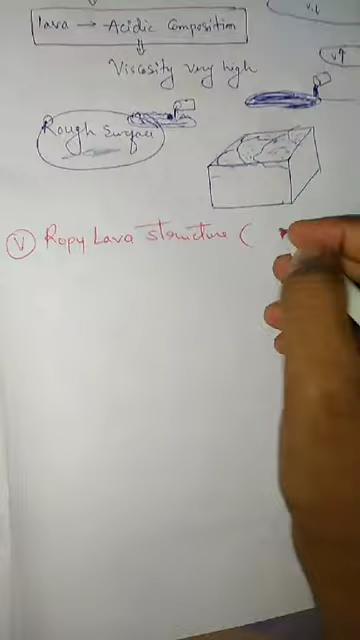 V↓
lava → Acidic Composition
V↑
Viscosity very high
Rough Surface
(V) Ropy Lava structure (